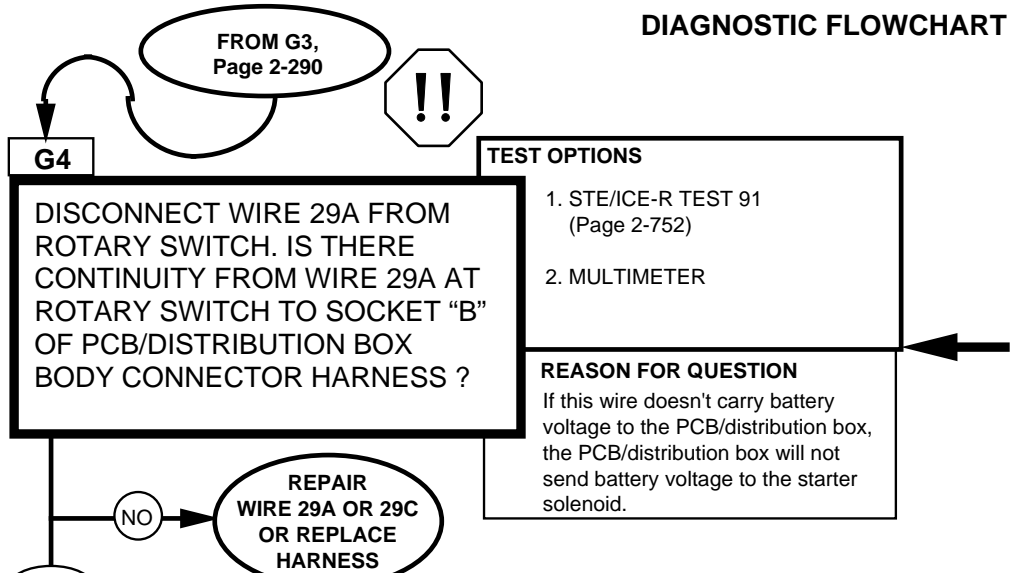 DIAGNOSTIC FLOWCHART
FROM G3,
Page 2-290
!!
G4
DISCONNECT WIRE 29A FROM
ROTARY SWITCH. IS THERE
CONTINUITY FROM WIRE 29A AT
ROTARY SWITCH TO SOCKET “B”
OF PCB/DISTRIBUTION BOX
BODY CONNECTOR HARNESS ?
TEST OPTIONS
1. STE/ICE-R TEST 91
(Page 2-752)
2. MULTIMETER
REASON FOR QUESTION
If this wire doesn't carry battery
voltage to the PCB/distribution box,
the PCB/distribution box will not
send battery voltage to the starter
solenoid.
NO
REPAIR
WIRE 29A OR 29C
OR REPLACE
HARNESS